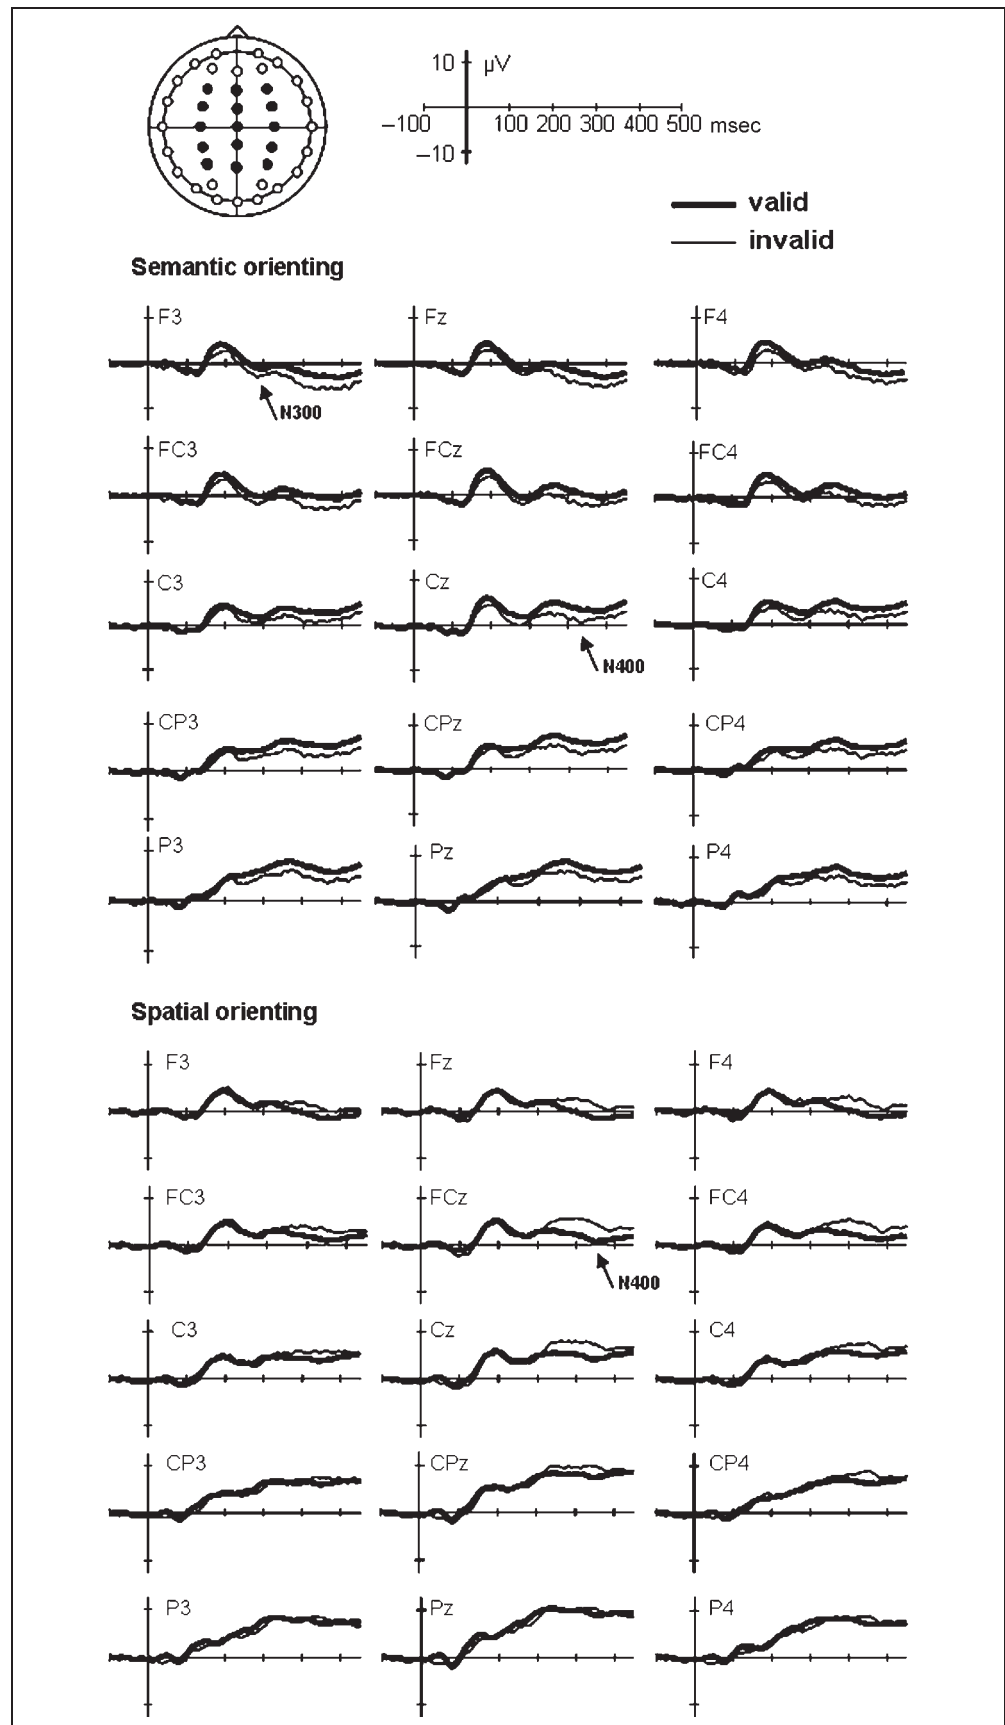 10 µV
–100 100 200 300 400 500 msec
–10
valid
invalid
Semantic orienting
F3 Fz F4
N300
FC3 FCz FC4
C3 Cz C4
N400
CP3 CPz CP4
P3 Pz P4
Spatial orienting
F3 Fz F4
FC3 FCz FC4
N400
C3 Cz C4
CP3 CPz CP4
P3 Pz P4